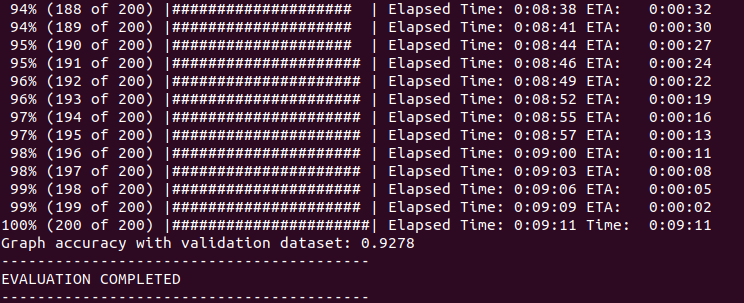 94% (188 of 200) |####################  | Elapsed Time: 0:08:38 ETA:   0:00:32
94% (189 of 200) |####################  | Elapsed Time: 0:08:41 ETA:   0:00:30
95% (190 of 200) |####################  | Elapsed Time: 0:08:44 ETA:   0:00:27
95% (191 of 200) |##################### | Elapsed Time: 0:08:46 ETA:   0:00:24
96% (192 of 200) |##################### | Elapsed Time: 0:08:49 ETA:   0:00:22
96% (193 of 200) |##################### | Elapsed Time: 0:08:52 ETA:   0:00:19
97% (194 of 200) |##################### | Elapsed Time: 0:08:55 ETA:   0:00:16
97% (195 of 200) |##################### | Elapsed Time: 0:08:57 ETA:   0:00:13
98% (196 of 200) |##################### | Elapsed Time: 0:09:00 ETA:   0:00:11
98% (197 of 200) |##################### | Elapsed Time: 0:09:03 ETA:   0:00:08
99% (198 of 200) |##################### | Elapsed Time: 0:09:06 ETA:   0:00:05
99% (199 of 200) |##################### | Elapsed Time: 0:09:09 ETA:   0:00:02
100% (200 of 200) |######################| Elapsed Time: 0:09:11 Time:  0:09:11
Graph accuracy with validation dataset: 0.9278
-----------------------------------------
EVALUATION COMPLETED
-----------------------------------------